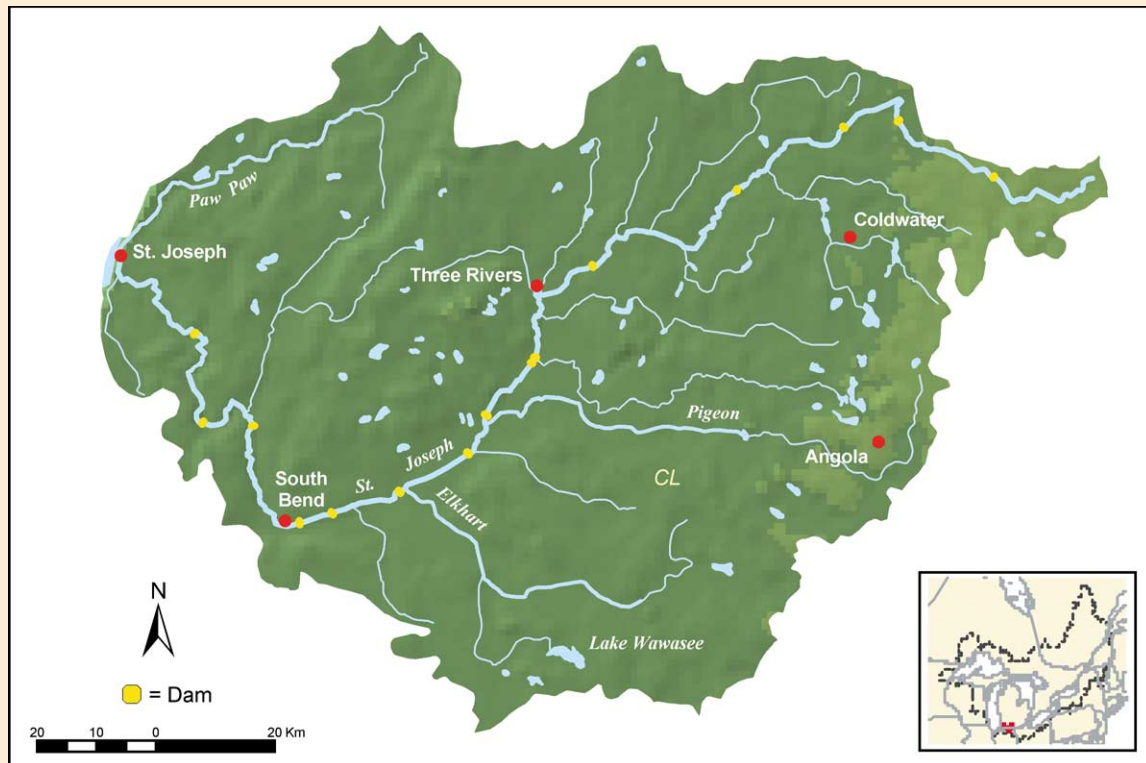 Paw Paw
St. Joseph
Coldwater
Three Rivers
Pigeon
Angola
St. Joseph
CL
South
Bend
Elkhart
Lake Wawasee
N
= Dam
20 10 0 20 Km